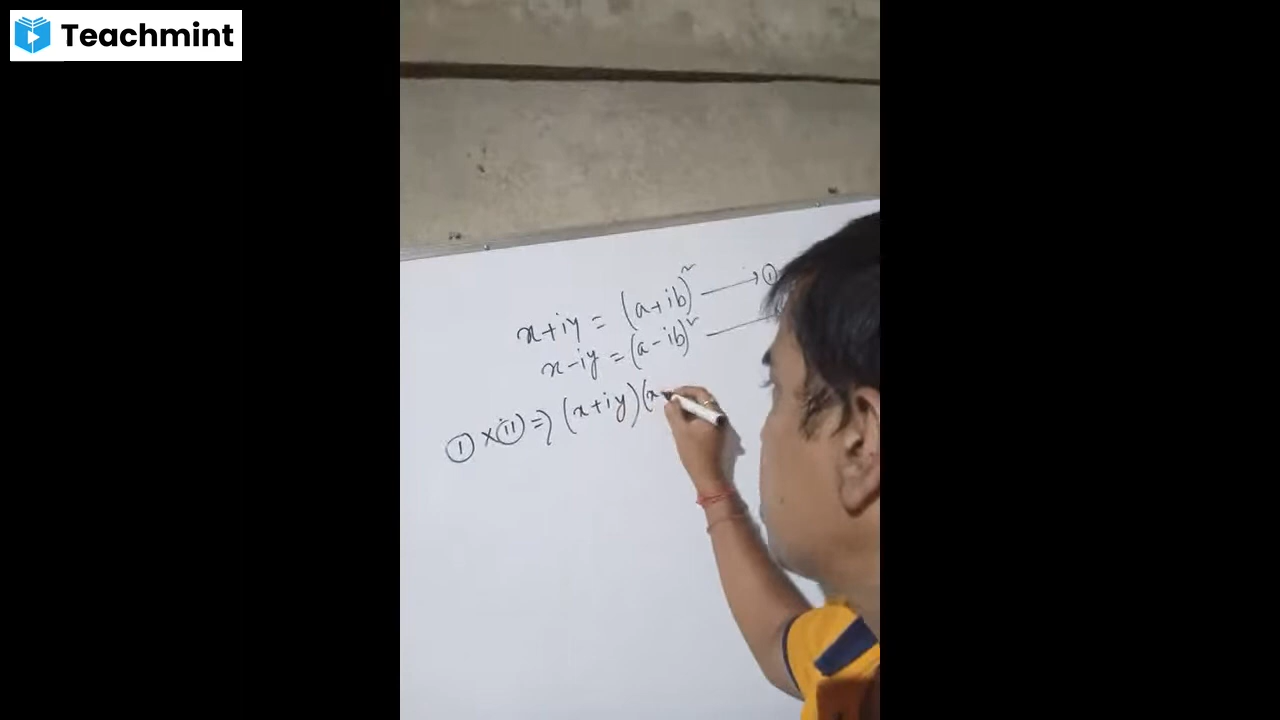 Teachmint
x+iy = (a+ib)² → (i)
x-iy = (a-ib)²
(i) × (ii) ⇒ (x+iy)(x